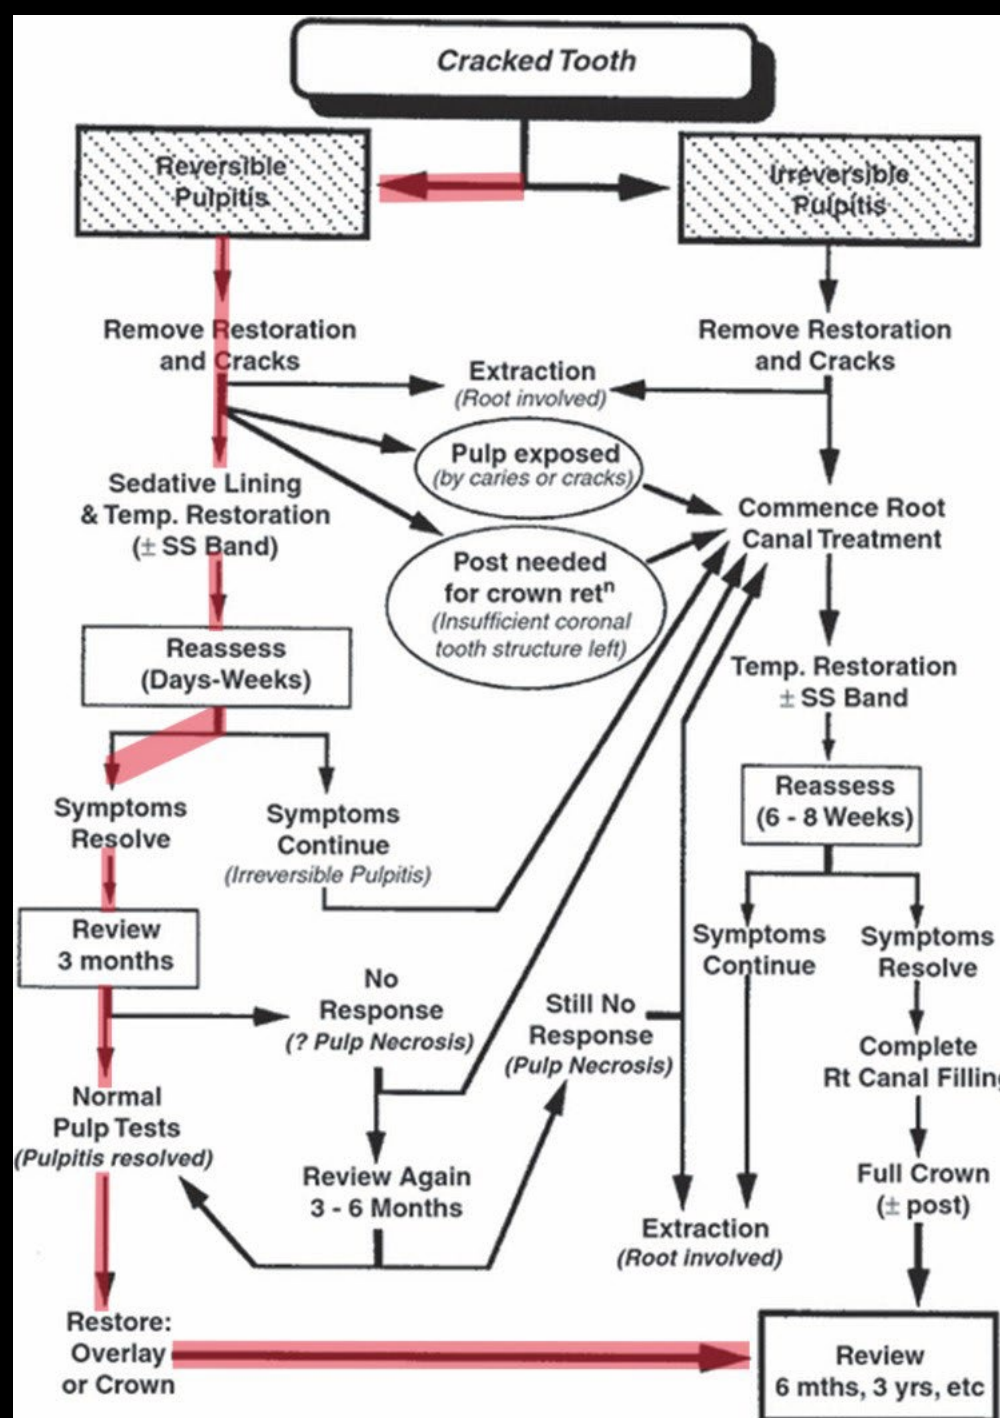 Cracked Tooth
Reversible
Pulpitis
Irreversible
Pulpitis
Remove Restoration
and Cracks
Remove Restoration
and Cracks
Extraction
(Root involved)
Pulp exposed
(by caries or cracks)
Sedative Lining
& Temp. Restoration
(± SS Band)
Commence Root
Canal Treatment
Post needed
for crown retⁿ
(Insufficient coronal
tooth structure left)
Reassess
(Days-Weeks)
Temp. Restoration
± SS Band
Reassess
(6 - 8 Weeks)
Symptoms
Resolve
Symptoms
Continue
(Irreversible Pulpitis)
Review
3 months
Symptoms
Continue
Symptoms
Resolve
No
Response
(? Pulp Necrosis)
Still No
Response
(Pulp Necrosis)
Complete
Rt Canal Filling
Normal
Pulp Tests
(Pulpitis resolved)
Review Again
3 - 6 Months
Full Crown
(± post)
Extraction
(Root involved)
Restore:
Overlay
or Crown
Review
6 mths, 3 yrs, etc